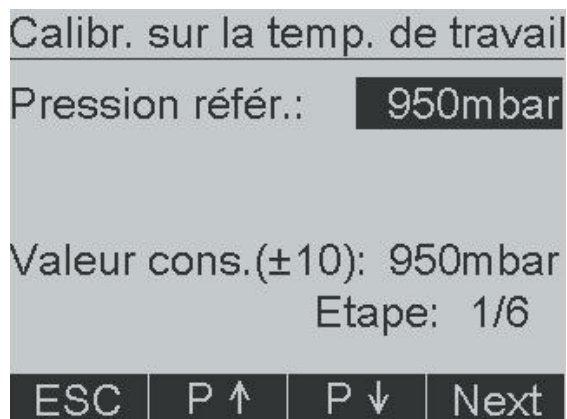 Calibr. sur la temp. de travail
Pression référ.: 950mbar
Valeur cons.(±10): 950mbar
Etape: 1/6
ESC P ↑ P ↓ Next